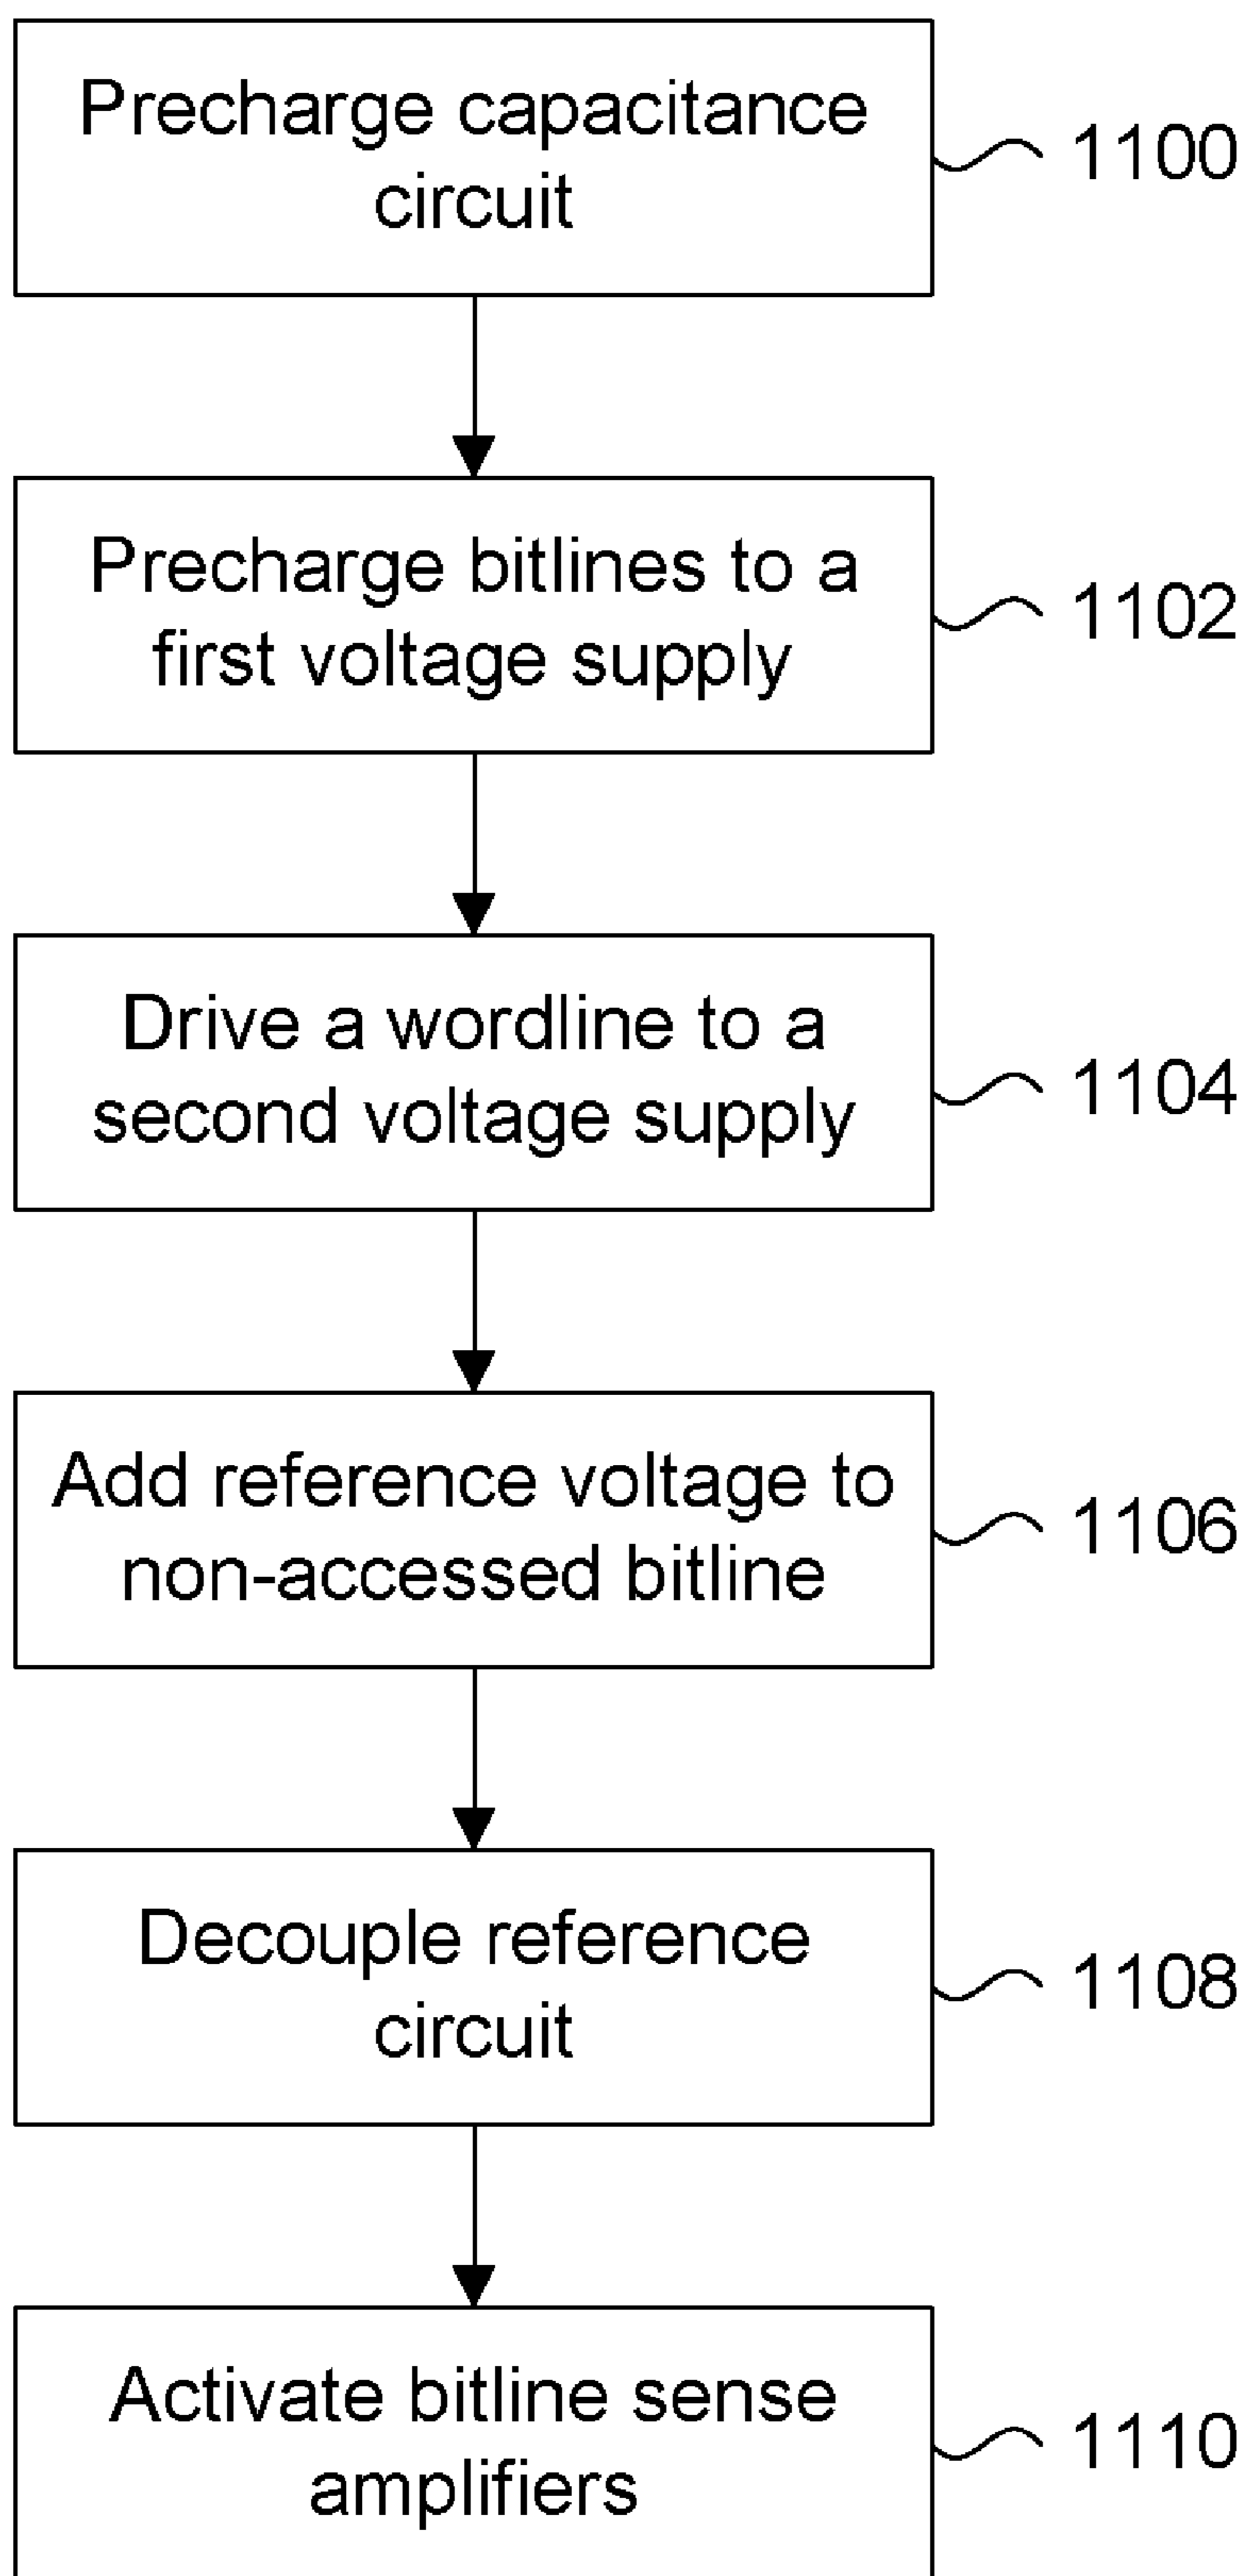 Precharge capacitance
circuit
1100
Precharge bitlines to a
first voltage supply
1102
Drive a wordline to a
second voltage supply
1104
Add reference voltage to
non-accessed bitline
1106
Decouple reference
circuit
1108
Activate bitline sense
amplifiers
1110